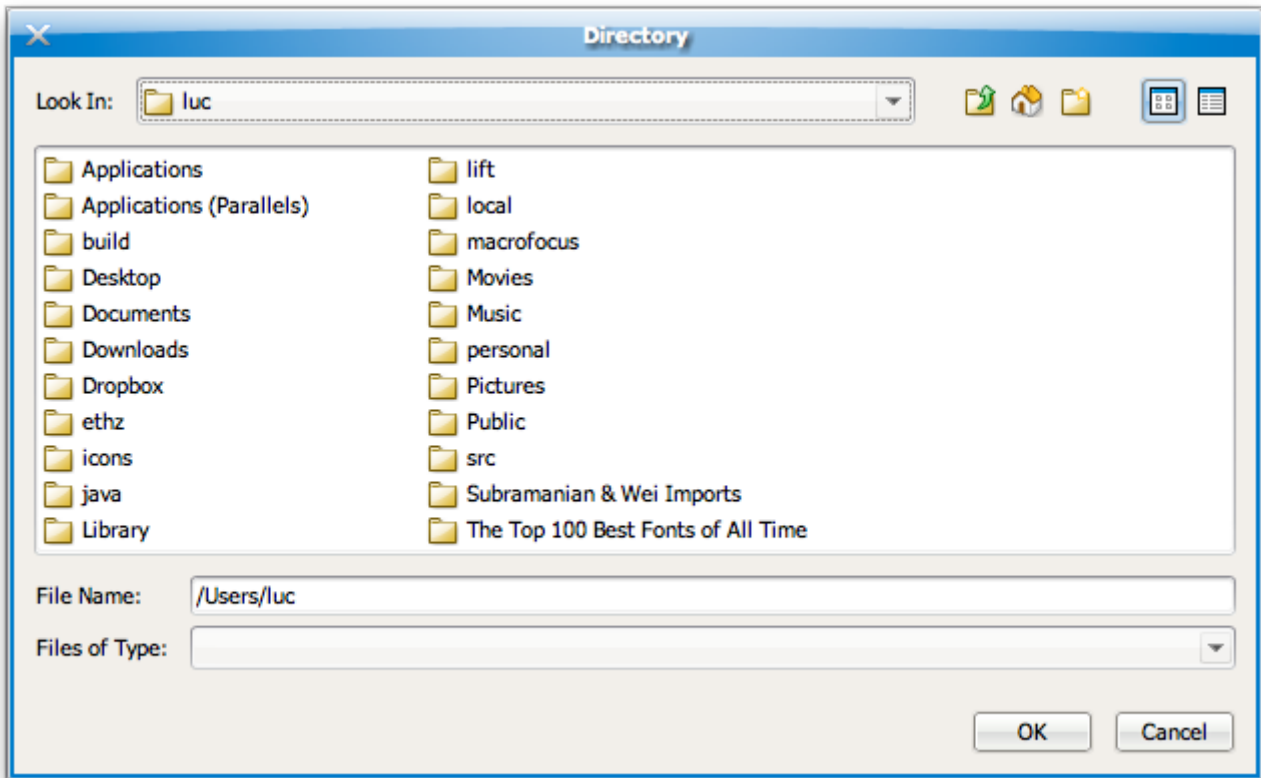 Directory
Look In: luc
Applications
Applications (Parallels)
build
Desktop
Documents
Downloads
Dropbox
ethz
icons
java
Library
lift
local
macrofocus
Movies
Music
personal
Pictures
Public
src
Subramanian & Wei Imports
The Top 100 Best Fonts of All Time
File Name: /Users/luc
Files of Type:
OK Cancel